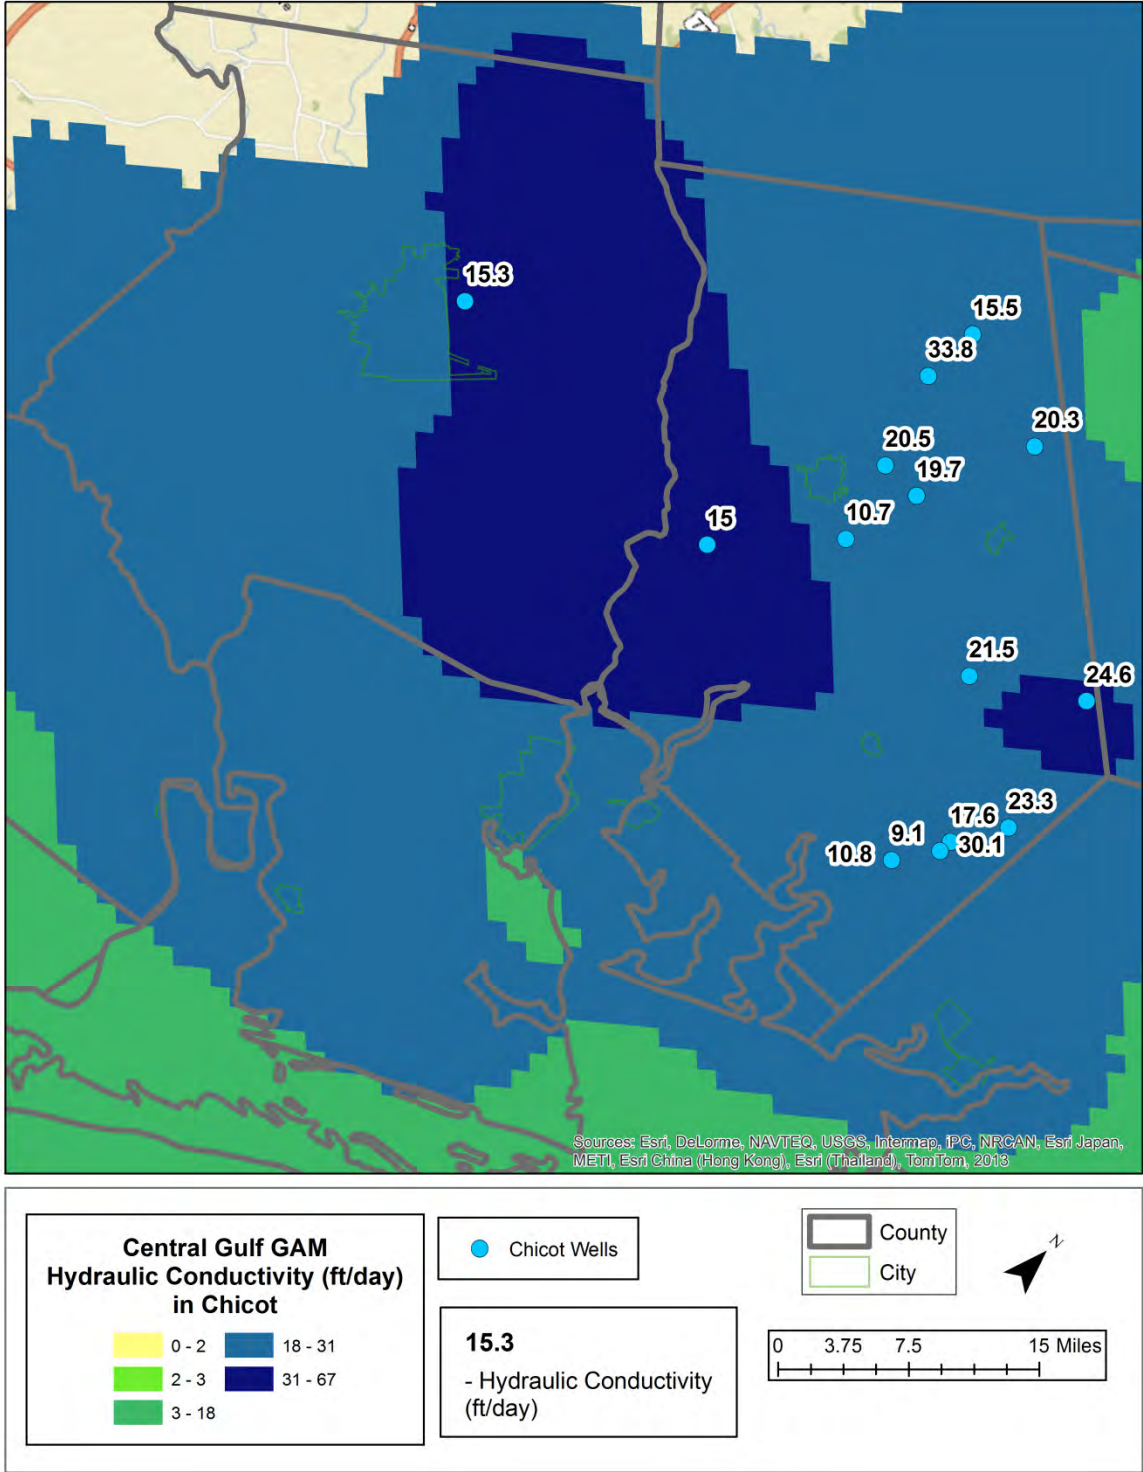 77
15.3
15.5
33.8
20.3
20.5
19.7
10.7
15
21.5
24.6
23.3
17.6
9.1
30.1
10.8
Sources: Esri, DeLorme, NAVTEQ, USGS, Intermap, iPC, NRCAN, Esri Japan,
METI, Esri China (Hong Kong), Esri (Thailand), TomTom, 2013
Central Gulf GAM
Hydraulic Conductivity (ft/day)
in Chicot
0 - 2
18 - 31
2 - 3
31 - 67
3 - 18
Chicot Wells
15.3
- Hydraulic Conductivity
(ft/day)
County
City
N
0 3.75 7.5 15 Miles